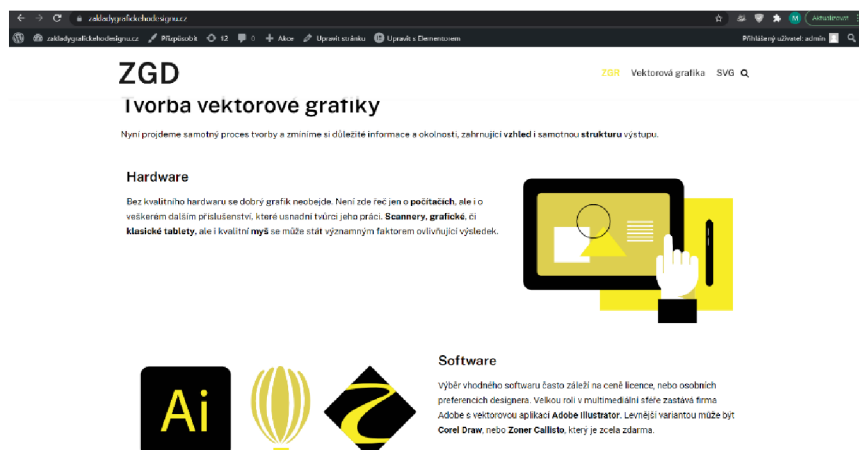 zakladygrafickehodesignu.cz
Aktualizovat
zakladygrafickehodesignu.cz Přizpůsobit 12 0 Akce Upravit stránku Upravit s Elementorem Přihlášený uživatel: admin
ZGD
ZGR Vektorová grafika SVG
Tvorba vektorové grafiky
Nyní projdeme samotný proces tvorby a zmíníme si důležité informace a okolnosti, zahrnující vzhled i samotnou strukturu výstupu.
Hardware
Bez kvalitního hardwaru se dobrý grafik neobejde. Není zde řeč jen o počítačích, ale i o
veškerém dalším příslušenství, které usnadní tvůrci jeho práci. Scannery, grafické, či
klasické tablety, ale i kvalitní myš se může stát významným faktorem ovlivňující výsledek.
Software
Výběr vhodného softwaru často záleží na ceně licence, nebo osobních
preferencích designera. Velkou roli v multimediální sféře zastává firma
Adobe s vektorovou aplikací Adobe Illustrator. Levnější variantou může být
Corel Draw, nebo Zoner Callisto, který je zcela zdarma.
Ai